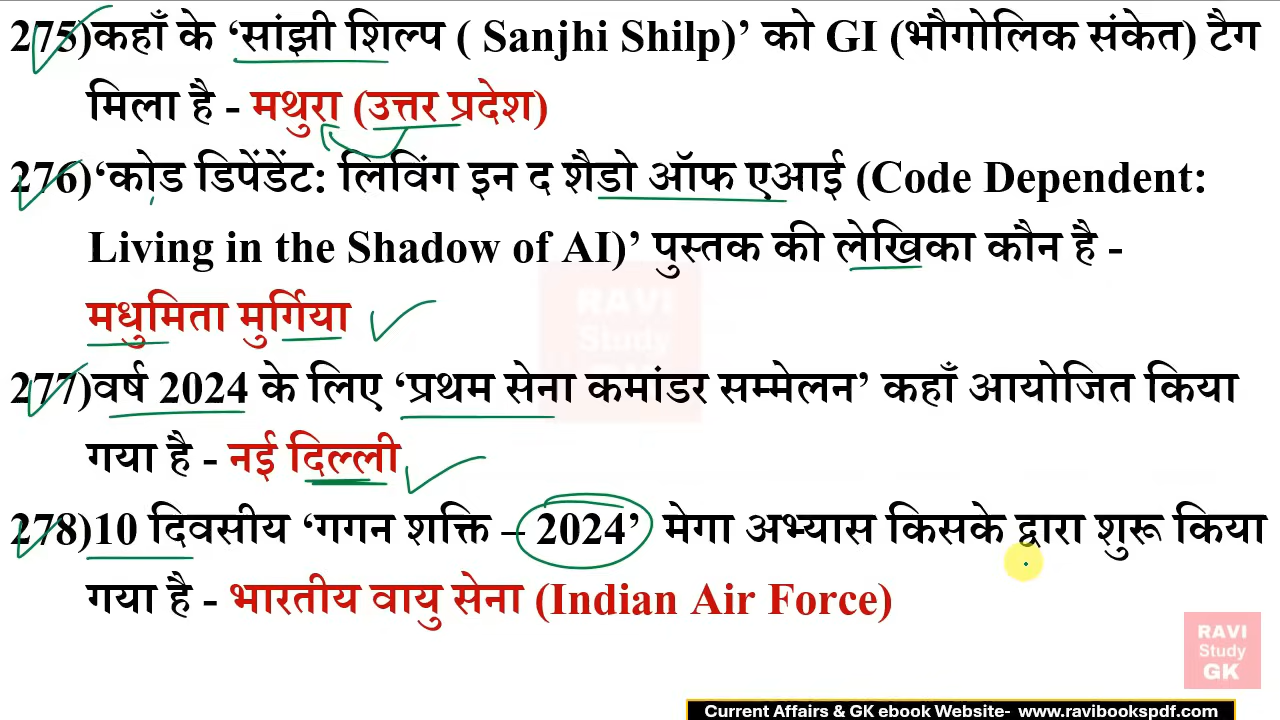 275)कहाँ के ‘सांझी शिल्प ( Sanjhi Shilp)’ को GI (भौगोलिक संकेत) टैग
मिला है - मथुरा (उत्तर प्रदेश)
276)‘कोड डिपेंडेंट: लिविंग इन द शैडो ऑफ एआई (Code Dependent:
Living in the Shadow of AI)’ पुस्तक की लेखिका कौन है -
मधुमिता मुर्गिया
277)वर्ष 2024 के लिए ‘प्रथम सेना कमांडर सम्मेलन’ कहाँ आयोजित किया
गया है - नई दिल्ली
278)10 दिवसीय ‘गगन शक्ति – 2024’ मेगा अभ्यास किसके द्वारा शुरू किया
गया है - भारतीय वायु सेना (Indian Air Force)
RAVI
Study
RAVI
Study
GK
Current Affairs & GK ebook Website- www.ravibookspdf.com